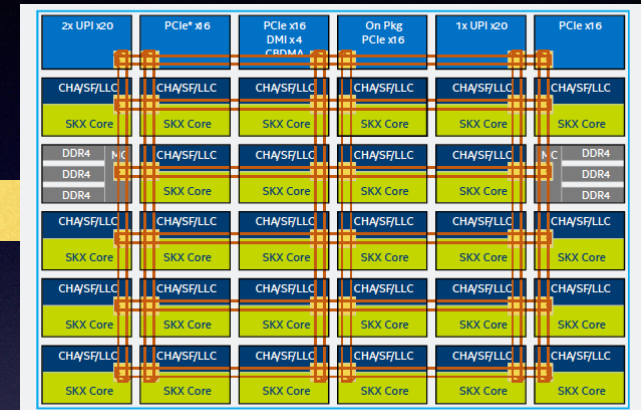 2x UPI x20
PCIe* x16
PCIe x16
DMI x 4
CBDMA
On Pkg
PCIe x16
1x UPI x20
PCIe x16
CHA/SF/LLC
CHA/SF/LLC
CHA/SF/LLC
CHA/SF/LLC
CHA/SF/LLC
CHA/SF/LLC
SKX Core
SKX Core
SKX Core
SKX Core
SKX Core
SKX Core
DDR4
MC
DDR4
DDR4
CHA/SF/LLC
CHA/SF/LLC
CHA/SF/LLC
CHA/SF/LLC
SKX Core
SKX Core
SKX Core
SKX Core
MC
DDR4
DDR4
DDR4
CHA/SF/LLC
CHA/SF/LLC
CHA/SF/LLC
CHA/SF/LLC
CHA/SF/LLC
CHA/SF/LLC
SKX Core
SKX Core
SKX Core
SKX Core
SKX Core
SKX Core
CHA/SF/LLC
CHA/SF/LLC
CHA/SF/LLC
CHA/SF/LLC
CHA/SF/LLC
CHA/SF/LLC
SKX Core
SKX Core
SKX Core
SKX Core
SKX Core
SKX Core
CHA/SF/LLC
CHA/SF/LLC
CHA/SF/LLC
CHA/SF/LLC
CHA/SF/LLC
CHA/SF/LLC
SKX Core
SKX Core
SKX Core
SKX Core
SKX Core
SKX Core